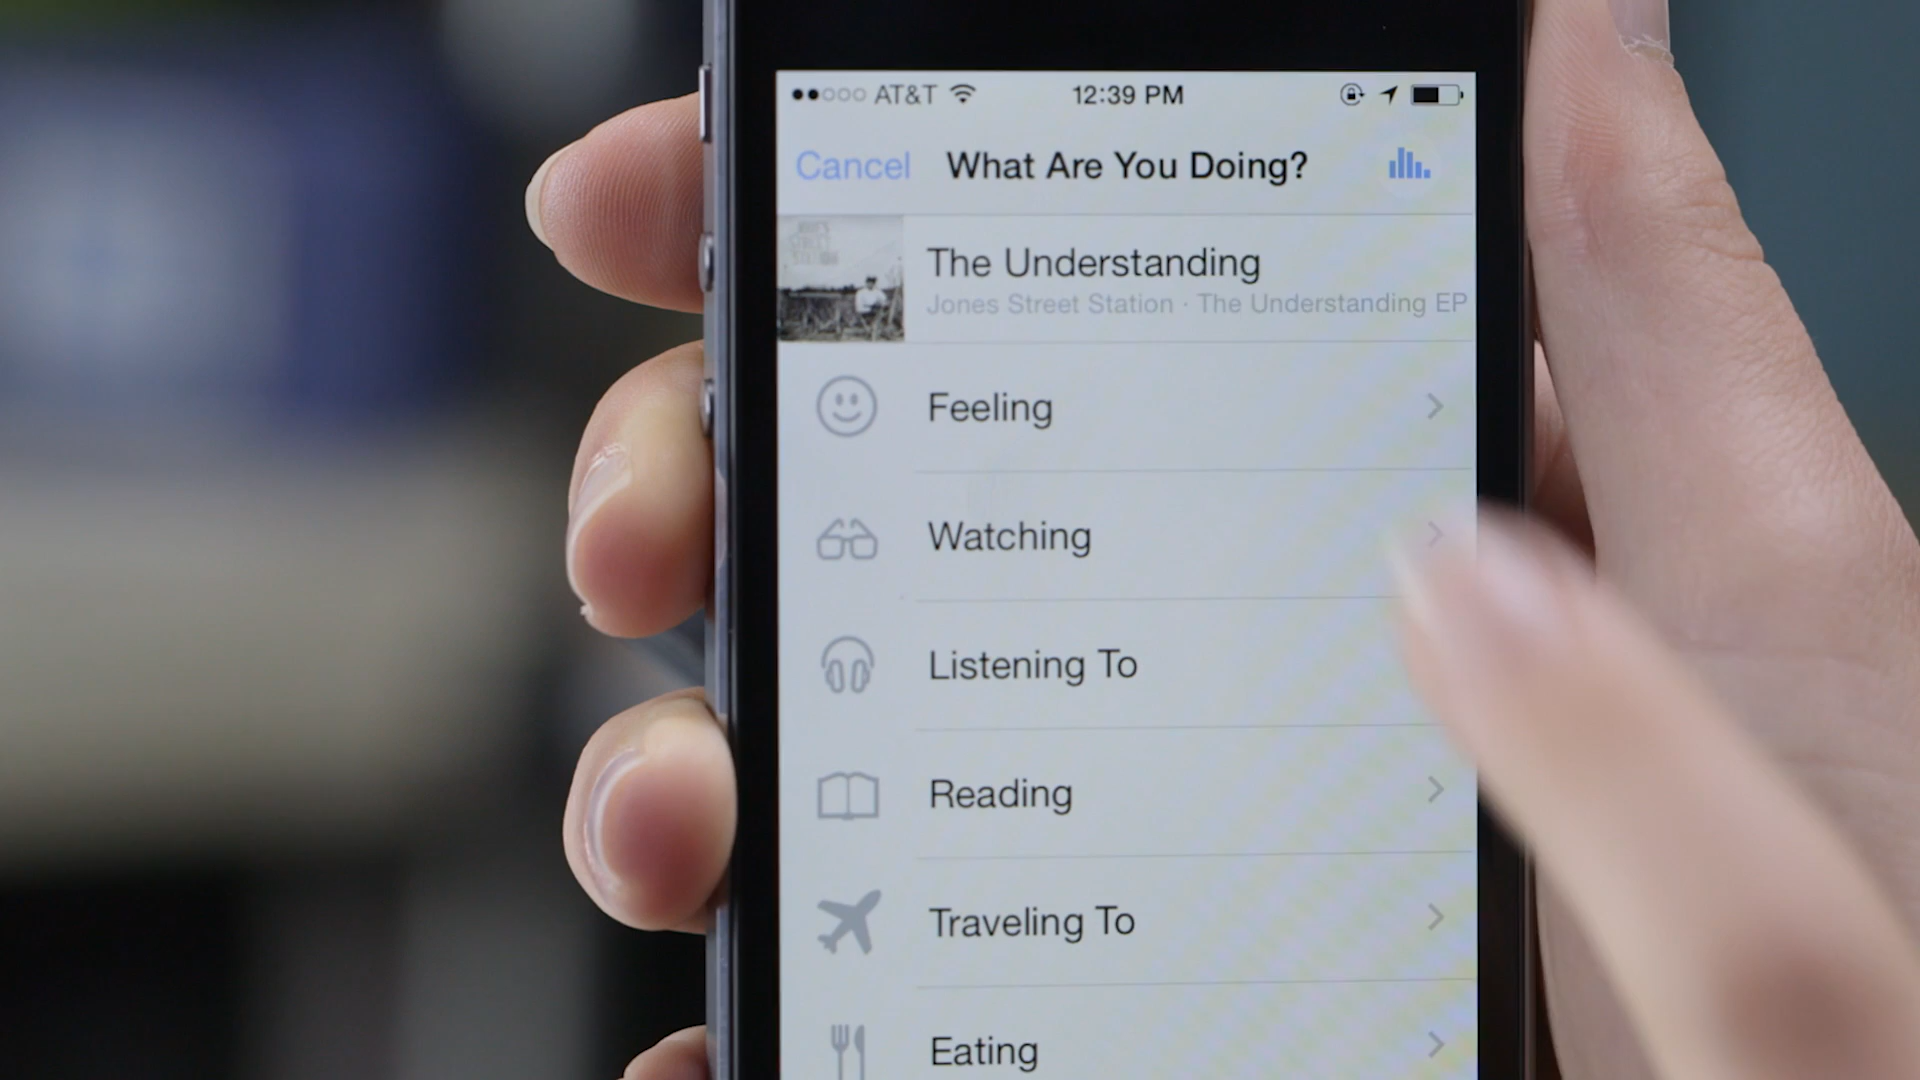 AT&T 12:39 PM
Cancel What Are You Doing?
The Understanding
Jones Street Station · The Understanding EP
Feeling
Watching
Listening To
Reading
Traveling To
Eating